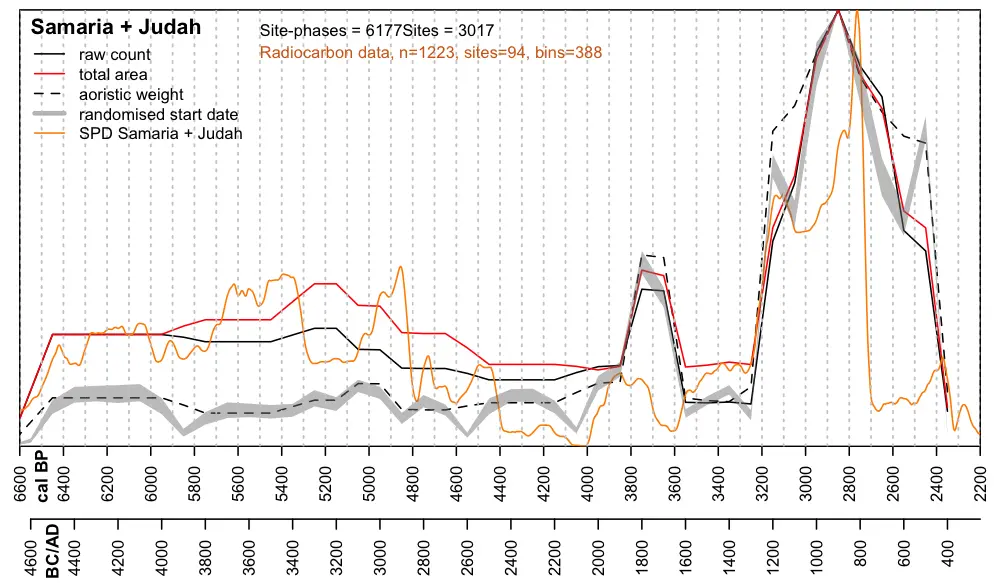 Samaria + Judah
Site-phases = 6177Sites = 3017
Radiocarbon data, n=1223, sites=94, bins=388
raw count
total area
aoristic weight
randomised start date
SPD Samaria + Judah
6600 6400 6200 6000 5800 5600 5400 5200 5000 4800 4600 4400 4200 4000 3800 3600 3400 3200 3000 2800 2600 2400 2200
cal BP
4600 4400 4200 4000 3800 3600 3400 3200 3000 2800 2600 2400 2200 2000 1800 1600 1400 1200 1000 800 600 400
BC/AD